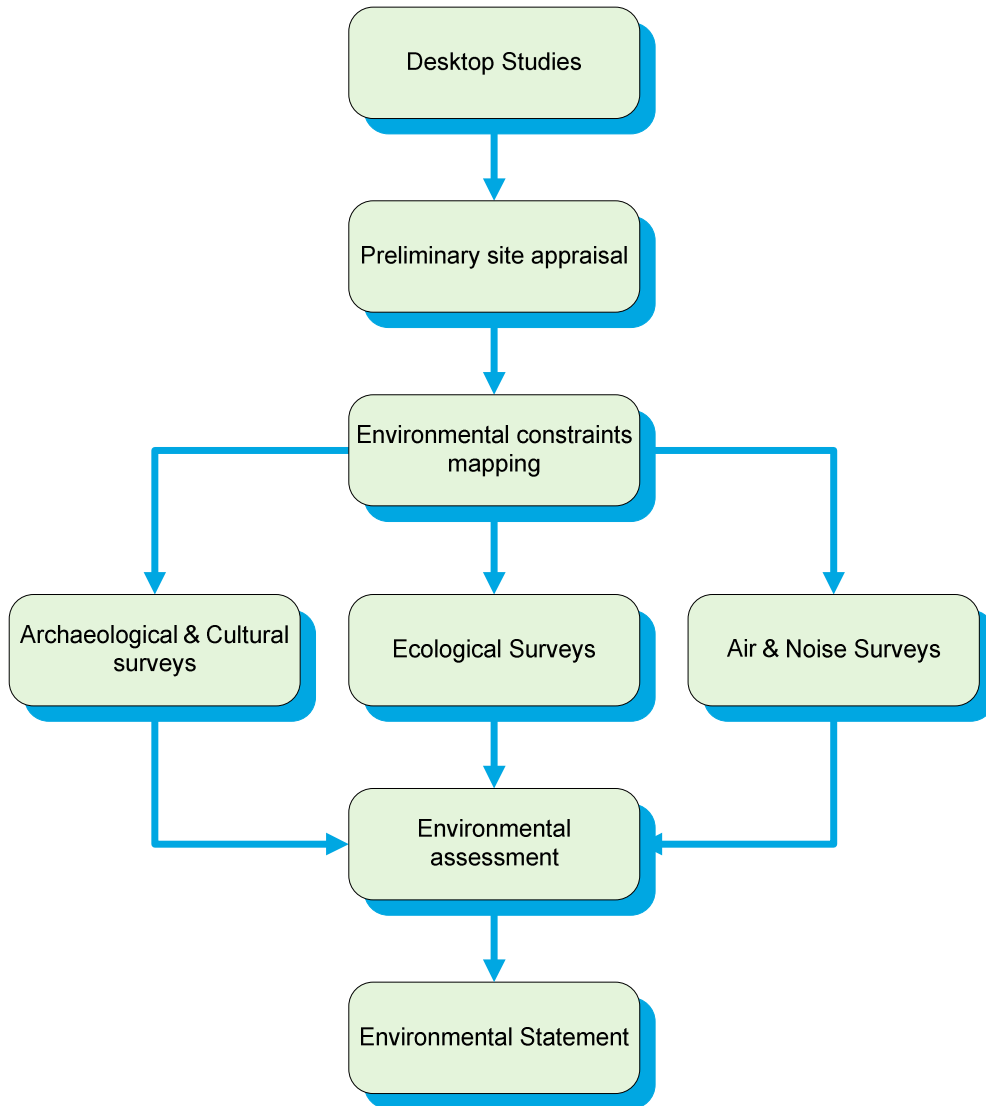 Desktop Studies
Preliminary site appraisal
Environmental constraints
mapping
Archaeological & Cultural
surveys
Ecological Surveys
Air & Noise Surveys
Environmental
assessment
Environmental Statement